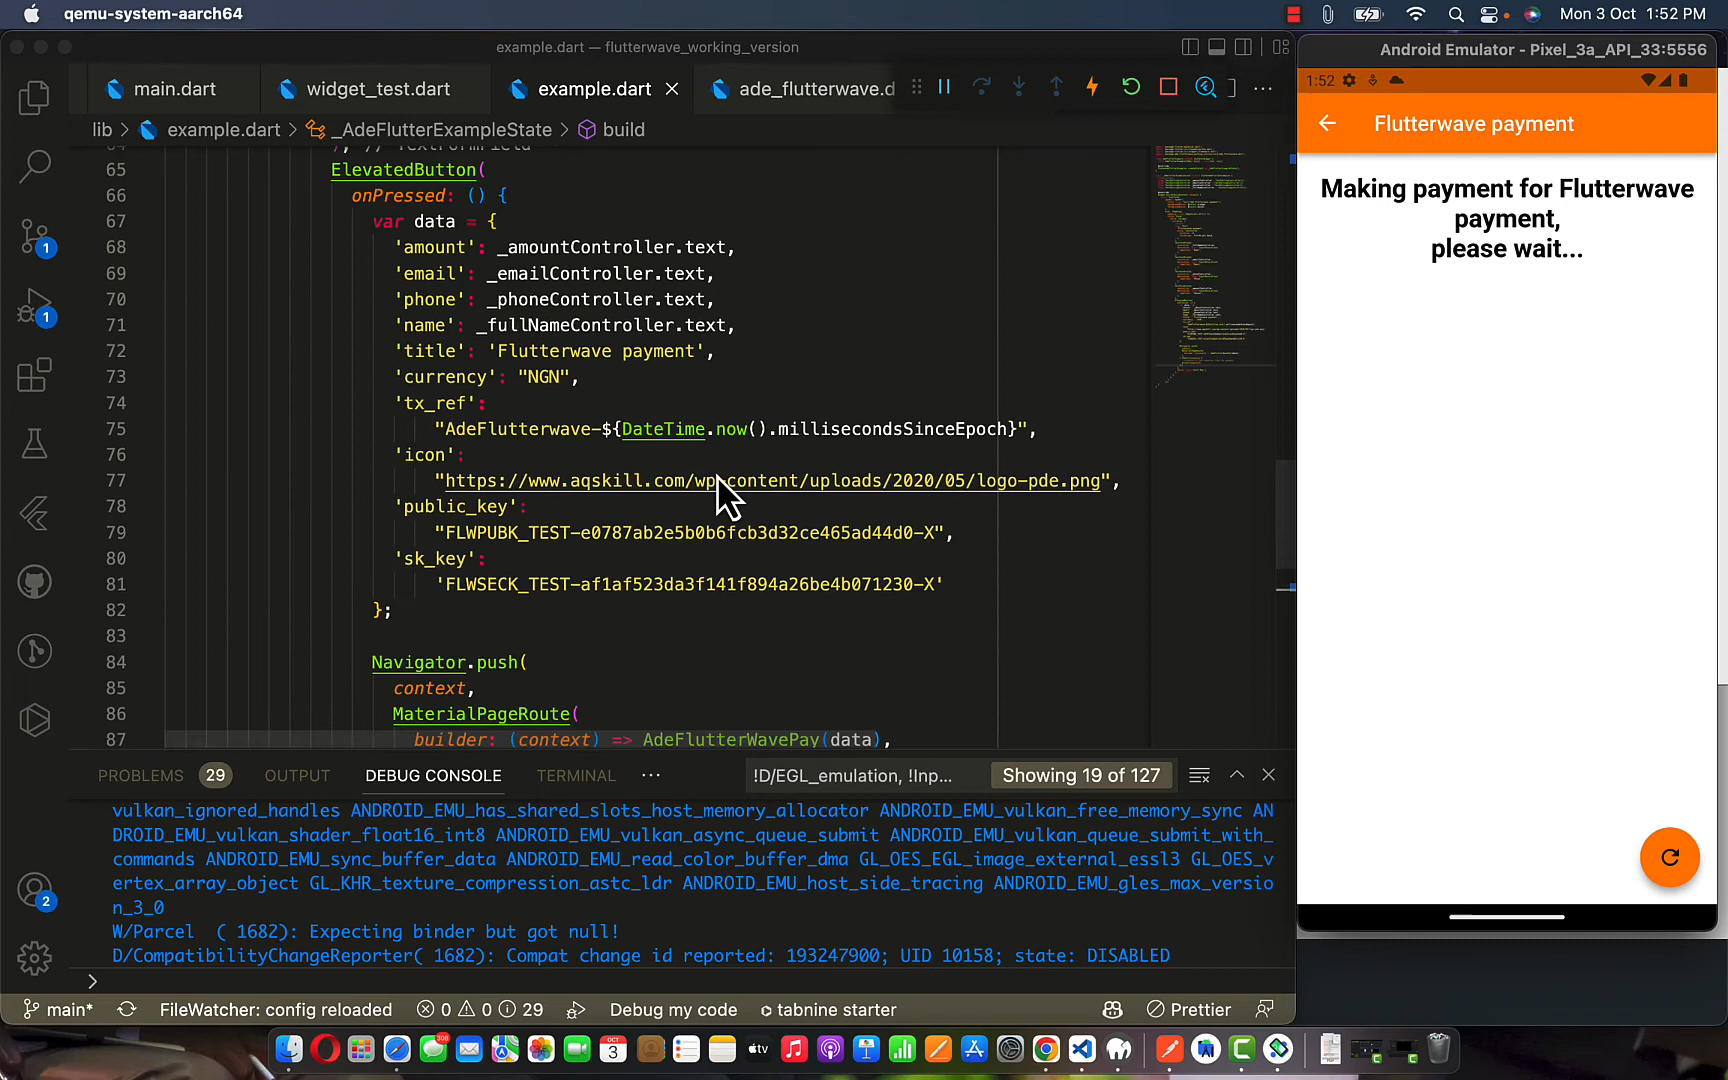 qemu-system-aarch64
Mon 3 Oct 1:52 PM
example.dart — flutterwave_working_version
main.dart
widget_test.dart
example.dart
ade_flutterwave.d
lib > example.dart > _AdeFlutterExampleState > build
65 ElevatedButton(
66 onPressed: () {
67 var data = {
68 'amount': _amountController.text,
69 'email': _emailController.text,
70 'phone': _phoneController.text,
71 'name': _fullNameController.text,
72 'title': 'Flutterwave payment',
73 'currency': "NGN",
74 'tx_ref':
75 "AdeFlutterwave-${DateTime.now().millisecondsSinceEpoch}",
76 'icon':
77 "https://www.aqskill.com/wp-content/uploads/2020/05/logo-pde.png",
78 'public_key':
79 "FLWPUBK_TEST-e0787ab2e5b0b6fcb3d32ce465ad44d0-X",
80 'sk_key':
81 'FLWSECK_TEST-af1af523da3f141f894a26be4b071230-X'
82 };
83
84 Navigator.push(
85 context,
86 MaterialPageRoute(
87 builder: (context) => AdeFlutterWavePay(data),
PROBLEMS 29 OUTPUT DEBUG CONSOLE TERMINAL ···
!D/EGL_emulation, !Inp...
Showing 19 of 127
vulkan_ignored_handles ANDROID_EMU_has_shared_slots_host_memory_allocator ANDROID_EMU_vulkan_free_memory_sync AN
DROID_EMU_vulkan_shader_float16_int8 ANDROID_EMU_vulkan_async_queue_submit ANDROID_EMU_vulkan_queue_submit_with_
commands ANDROID_EMU_sync_buffer_data ANDROID_EMU_read_color_buffer_dma GL_OES_EGL_image_external_essl3 GL_OES_v
ertex_array_object GL_KHR_texture_compression_astc_ldr ANDROID_EMU_host_side_tracing ANDROID_EMU_gles_max_versio
n_3_0
W/Parcel  ( 1682): Expecting binder but got null!
D/CompatibilityChangeReporter( 1682): Compat change id reported: 193247900; UID 10158; state: DISABLED
>
main* FileWatcher: config reloaded 0 0 29 Debug my code tabnine starter Prettier
1
1
2
Android Emulator - Pixel_3a_API_33:5556
1:52
Flutterwave payment
Making payment for Flutterwave
payment,
please wait...
308
OCT
3
tv